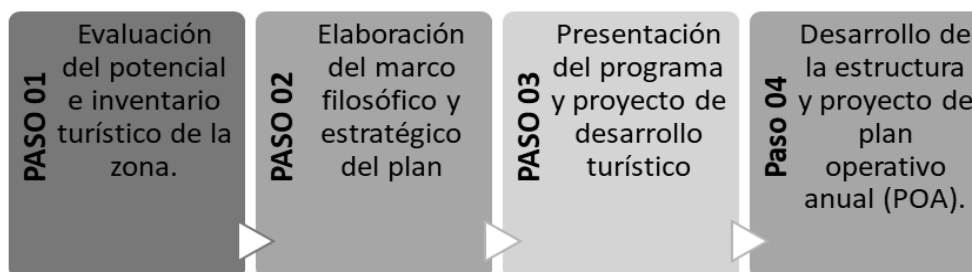 PASO 01
Evaluación
del potencial
e inventario
turístico de la
zona.
PASO 02
Elaboración
del marco
filosófico y
estratégico
del plan
PASO 03
Presentación
del programa
y proyecto de
desarrollo
turístico
Paso 04
Desarrollo de
la estructura
y proyecto de
plan
operativo
anual (POA).